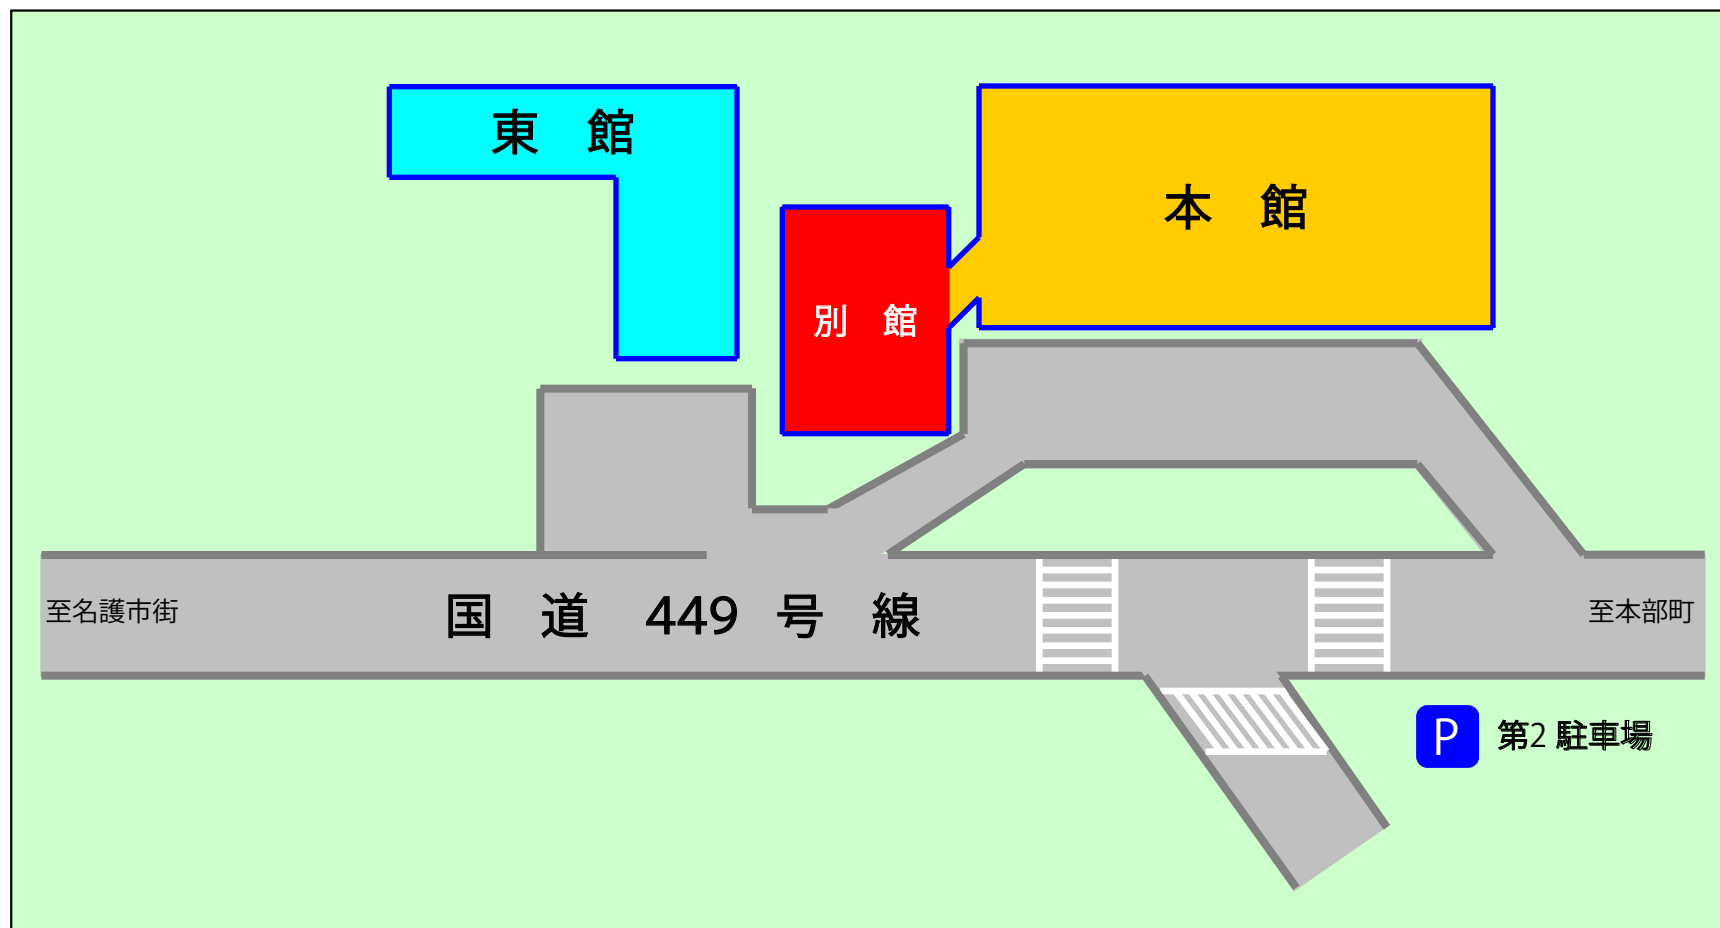 東　館
本　館
別　館
国　道　449　号　線
至名護市街
至本部町
P 第2 駐車場